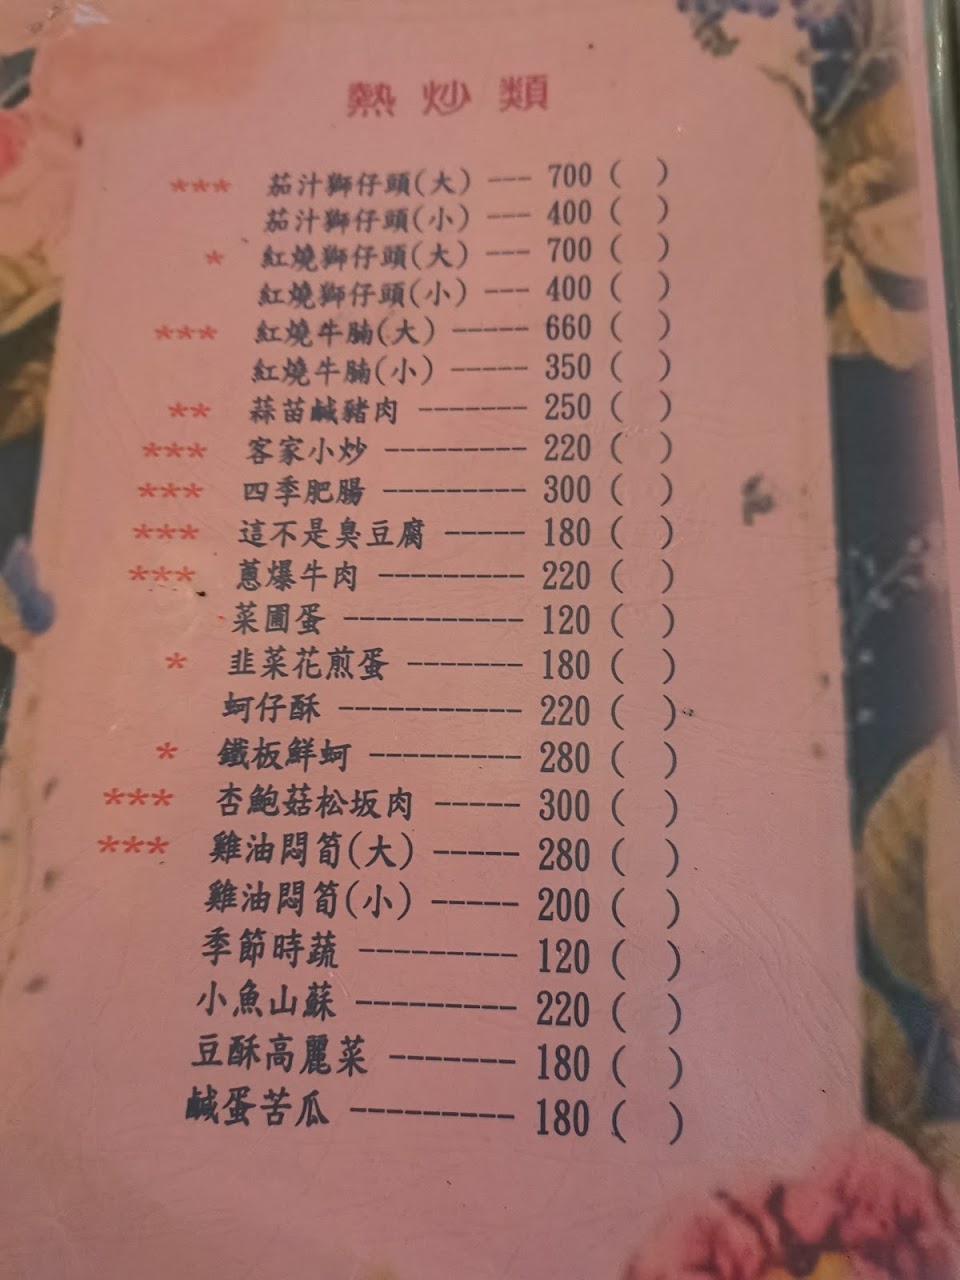 熱炒類
*** 茄汁獅仔頭(大) --- 700 ( )
茄汁獅仔頭(小) --- 400 ( )
* 紅燒獅仔頭(大) --- 700 ( )
紅燒獅仔頭(小) --- 400 ( )
*** 紅燒牛腩(大) ----- 660 ( )
紅燒牛腩(小) ----- 350 ( )
** 蒜苗鹹豬肉 ------- 250 ( )
*** 客家小炒 --------- 220 ( )
*** 四季肥腸 --------- 300 ( )
*** 這不是臭豆腐 ----- 180 ( )
*** 蔥爆牛肉 --------- 220 ( )
菜圃蛋 ----------- 120 ( )
* 韭菜花煎蛋 ------- 180 ( )
蚵仔酥 ----------- 220 ( )
* 鐵板鮮蚵 --------- 280 ( )
*** 杏鮑菇松坂肉 ----- 300 ( )
*** 雞油悶筍(大) ----- 280 ( )
雞油悶筍(小) ----- 200 ( )
季節時蔬 --------- 120 ( )
小魚山蘇 --------- 220 ( )
豆酥高麗菜 ------- 180 ( )
鹹蛋苦瓜 --------- 180 ( )